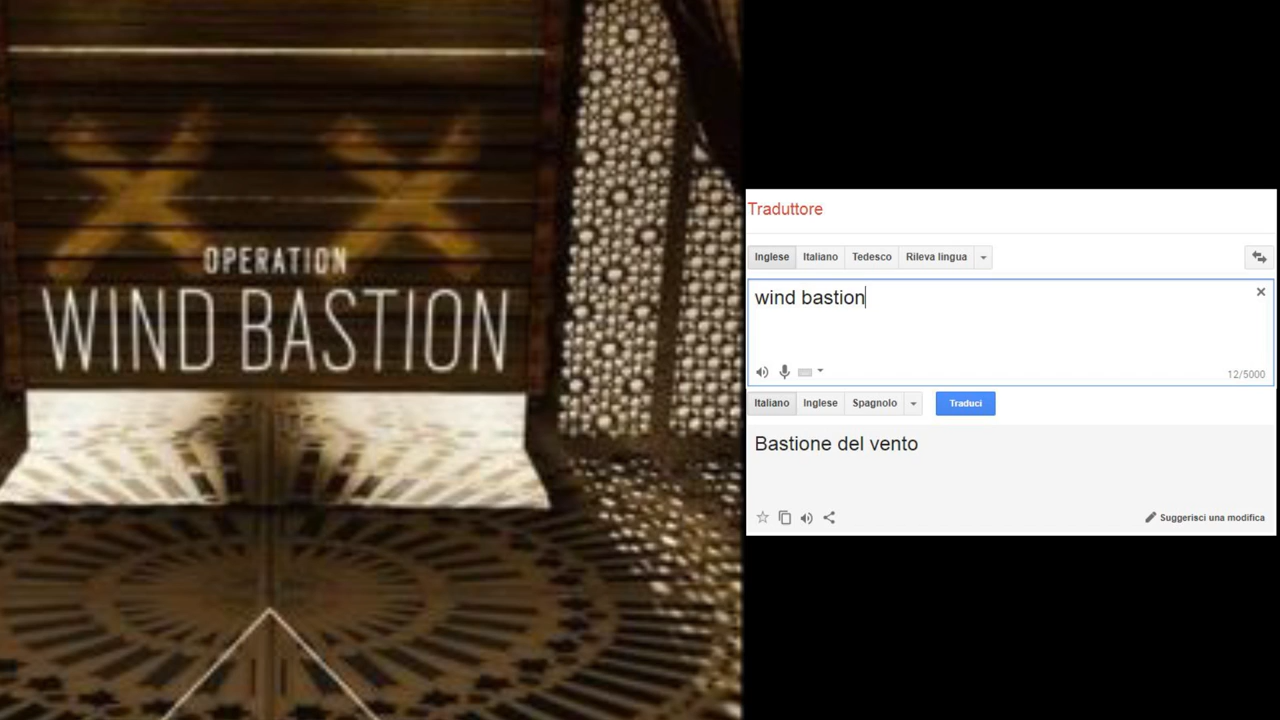 OPERATION
WIND BASTION
Traduttore
Inglese Italiano Tedesco Rileva lingua
wind bastion
12/5000
Italiano Inglese Spagnolo Traduci
Bastione del vento
Suggerisci una modifica